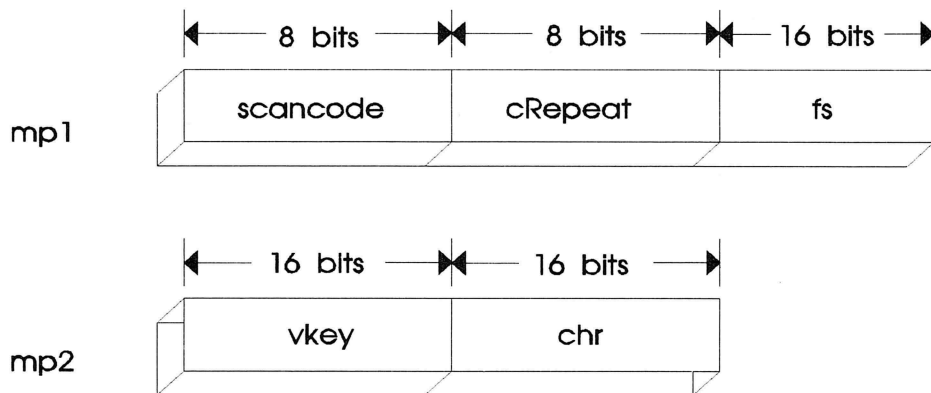 8 bits 8 bits 16 bits
mp1 scancode cRepeat fs
16 bits 16 bits
mp2 vkey chr